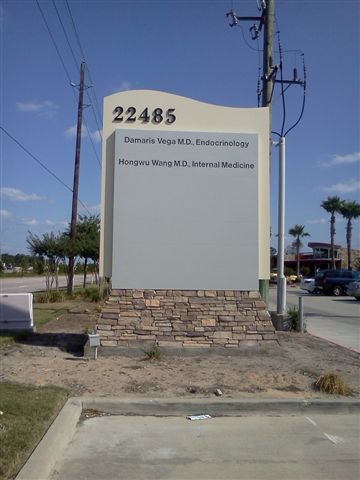 22485
Damaris Vega M.D., Endocrinology
Hongwu Wang M.D., Internal Medicine